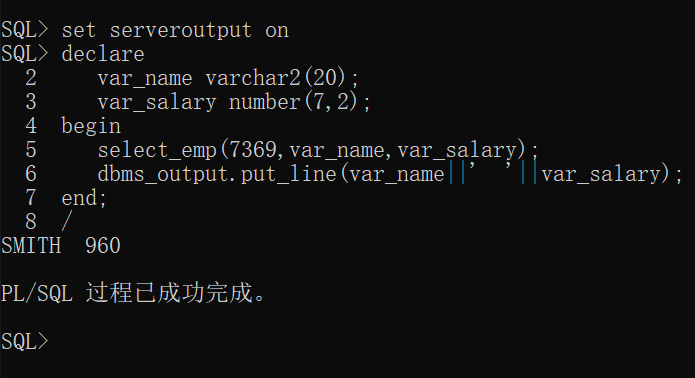 SQL> set serveroutput on
SQL> declare
  2     var_name varchar2(20);
  3     var_salary number(7,2);
  4  begin
  5     select_emp(7369,var_name,var_salary);
  6     dbms_output.put_line(var_name||'  '||var_salary);
  7  end;
  8  /
SMITH  960
PL/SQL 过程已成功完成。
SQL>